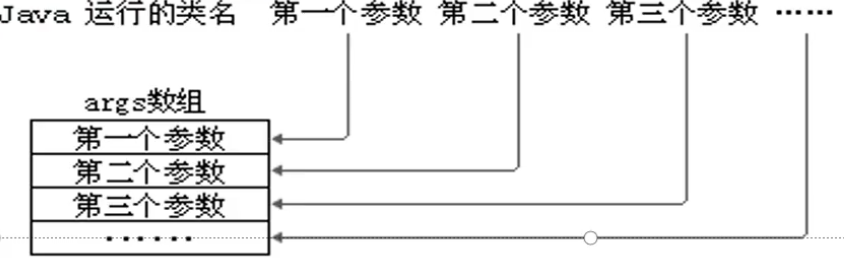 Java 运行的类名 第一个参数 第二个参数 第三个参数 ……
args数组
第一个参数
第二个参数
第三个参数
……